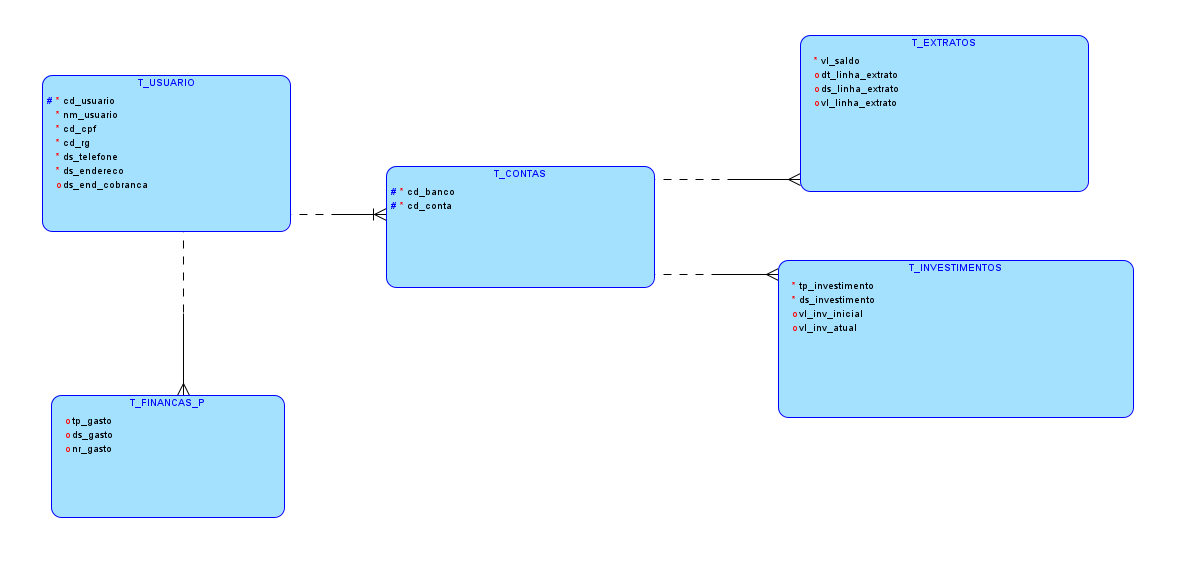 T_USUARIO
# * cd_usuario
* nm_usuario
* cd_cpf
* cd_rg
* ds_telefone
* ds_endereco
o ds_end_cobranca
T_CONTAS
# * cd_banco
# * cd_conta
T_EXTRATOS
* vl_saldo
o dt_linha_extrato
o ds_linha_extrato
o vl_linha_extrato
T_INVESTIMENTOS
* tp_investimento
* ds_investimento
o vl_inv_inicial
o vl_inv_atual
T_FINANCAS_P
o tp_gasto
o ds_gasto
o nr_gasto